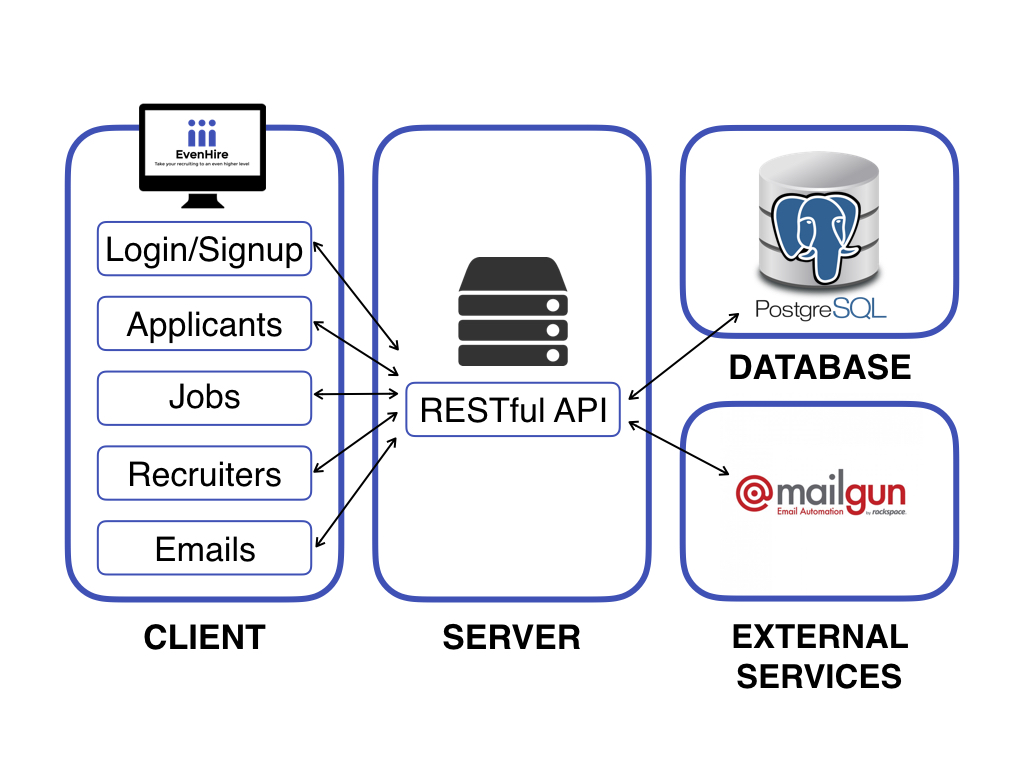 EvenHire
Take your recruiting to an even higher level
Login/Signup
Applicants
Jobs
Recruiters
Emails
CLIENT
RESTful API
SERVER
PostgreSQL
DATABASE
@mailgun
Email Automation by rackspace.
EXTERNAL
SERVICES